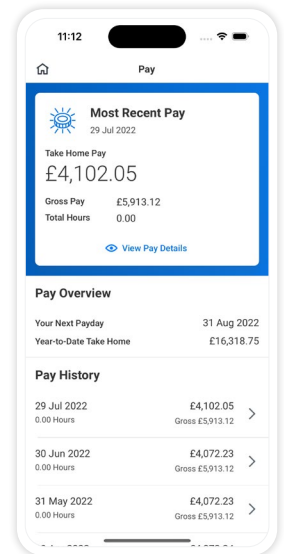 11:12
Pay
Most Recent Pay
29 Jul 2022
Take Home Pay
£4,102.05
Gross Pay £5,913.12
Total Hours 0.00
View Pay Details
Pay Overview
Your Next Payday 31 Aug 2022
Year-to-Date Take Home £16,318.75
Pay History
29 Jul 2022 £4,102.05
0.00 Hours Gross £5,913.12
30 Jun 2022 £4,072.23
0.00 Hours Gross £5,913.12
31 May 2022 £4,072.23
0.00 Hours Gross £5,913.12